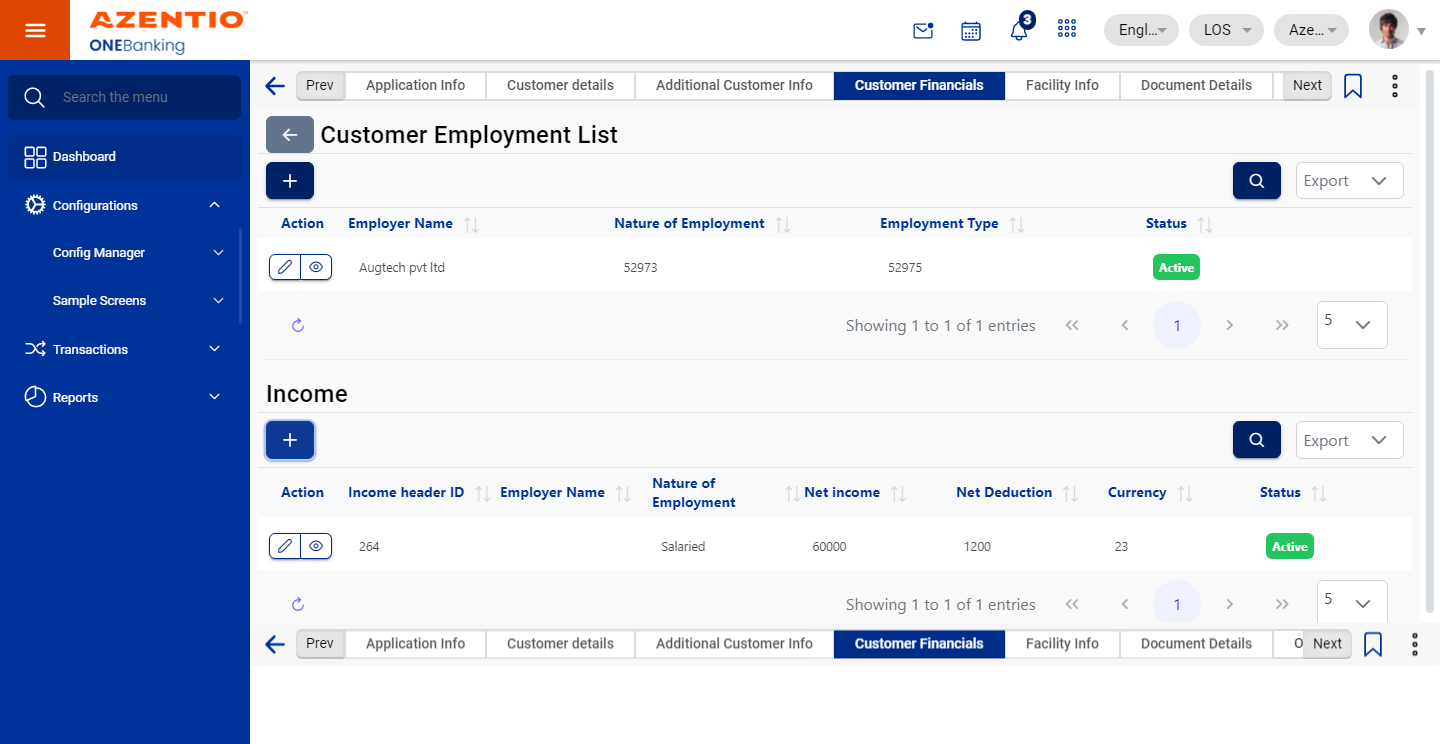 AZENTIO™
ONEBanking
3
Engl...
LOS
Aze...
Search the menu
Dashboard
Configurations
Config Manager
Sample Screens
Transactions
Reports
Prev Application Info Customer details Additional Customer Info Customer Financials Facility Info Document Details Next
Customer Employment List
Export
Action Employer Name Nature of Employment Employment Type Status
Augtech pvt ltd 52973 52975 Active
Showing 1 to 1 of 1 entries 1 5
Income
Export
Action Income header ID Employer Name Nature of Employment Net income Net Deduction Currency Status
264 Salaried 60000 1200 23 Active
Showing 1 to 1 of 1 entries 1 5
Prev Application Info Customer details Additional Customer Info Customer Financials Facility Info Document Details O Next